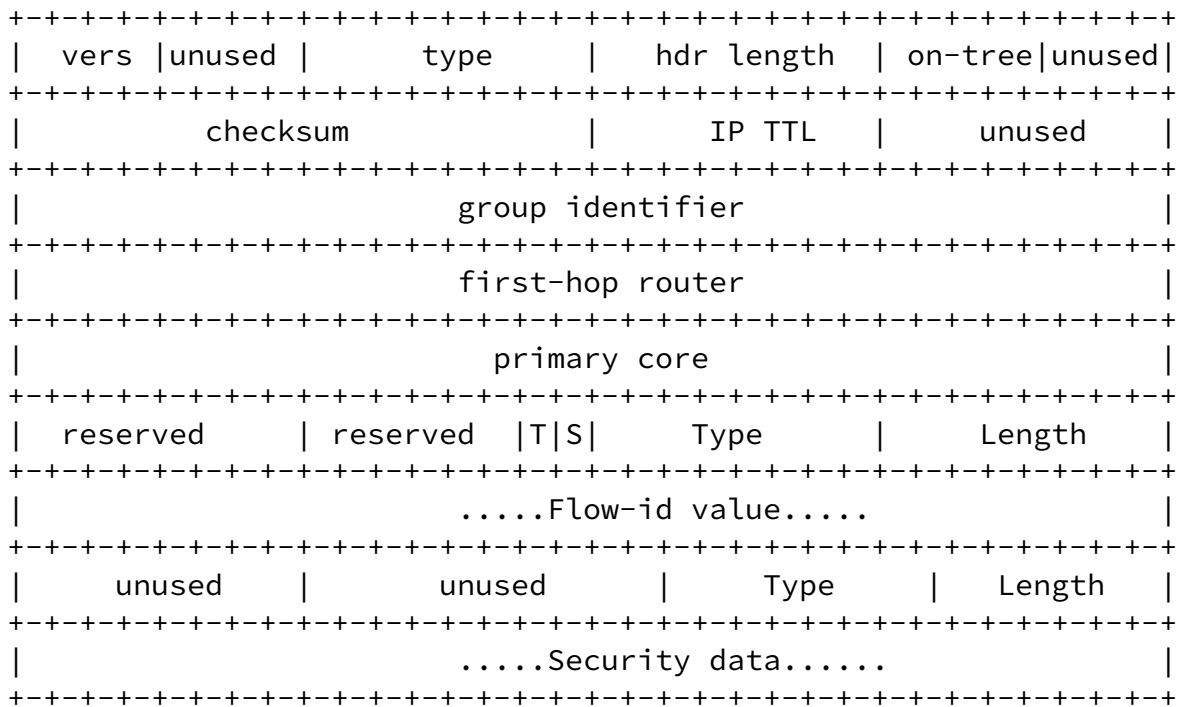 +-+-+-+-+-+-+-+-+-+-+-+-+-+-+-+-+-+-+-+-+-+-+-+-+-+-+-+-+-+-+-+-+
|  vers |unused |      type     |   hdr length  | on-tree|unused|
+-+-+-+-+-+-+-+-+-+-+-+-+-+-+-+-+-+-+-+-+-+-+-+-+-+-+-+-+-+-+-+-+
|          checksum             |      IP TTL   |     unused    |
+-+-+-+-+-+-+-+-+-+-+-+-+-+-+-+-+-+-+-+-+-+-+-+-+-+-+-+-+-+-+-+-+
|                        group identifier                       |
+-+-+-+-+-+-+-+-+-+-+-+-+-+-+-+-+-+-+-+-+-+-+-+-+-+-+-+-+-+-+-+-+
|                        first-hop router                       |
+-+-+-+-+-+-+-+-+-+-+-+-+-+-+-+-+-+-+-+-+-+-+-+-+-+-+-+-+-+-+-+-+
|                          primary core                         |
+-+-+-+-+-+-+-+-+-+-+-+-+-+-+-+-+-+-+-+-+-+-+-+-+-+-+-+-+-+-+-+-+
|  reserved     | reserved  |T|S|     Type      |     Length    |
+-+-+-+-+-+-+-+-+-+-+-+-+-+-+-+-+-+-+-+-+-+-+-+-+-+-+-+-+-+-+-+-+
|                        .....Flow-id value.....                |
+-+-+-+-+-+-+-+-+-+-+-+-+-+-+-+-+-+-+-+-+-+-+-+-+-+-+-+-+-+-+-+-+
|     unused    |       unused      |     Type     |   Length   |
+-+-+-+-+-+-+-+-+-+-+-+-+-+-+-+-+-+-+-+-+-+-+-+-+-+-+-+-+-+-+-+-+
|                        .....Security data......               |
+-+-+-+-+-+-+-+-+-+-+-+-+-+-+-+-+-+-+-+-+-+-+-+-+-+-+-+-+-+-+-+-+